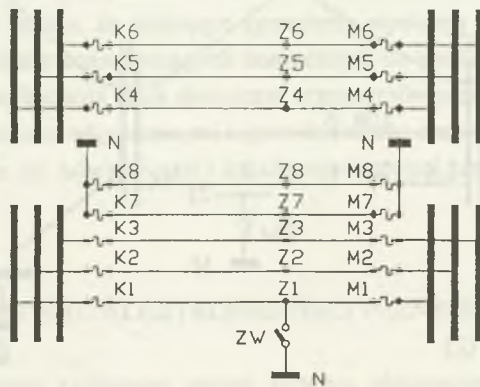 K6 Z6 M6
K5 Z5 M5
K4 Z4 M4
N N
K8 Z8 M8
K7 Z7 M7
K3 Z3 M3
K2 Z2 M2
K1 Z1 M1
ZW
N